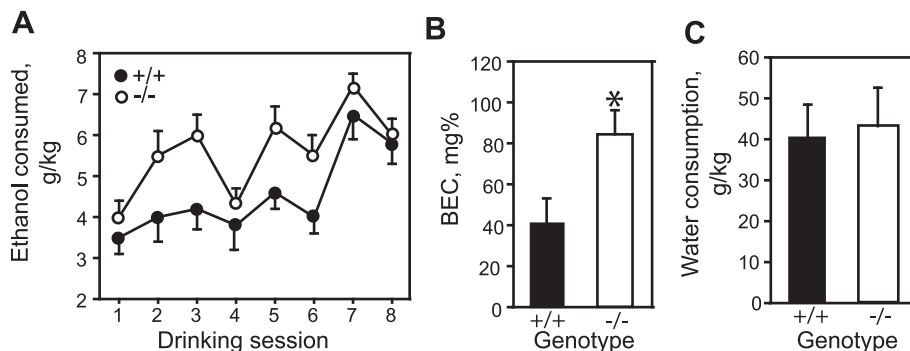 A
Ethanol consumed,
g/kg
8
7
6
5
4
3
2
+/+
-/-
1 2 3 4 5 6 7 8
Drinking session
B
BEC, mg%
120
100
80
60
40
20
0
*
+/+ -/-
Genotype
C
Water consumption,
g/kg
60
50
40
30
20
10
0
+/+ -/-
Genotype